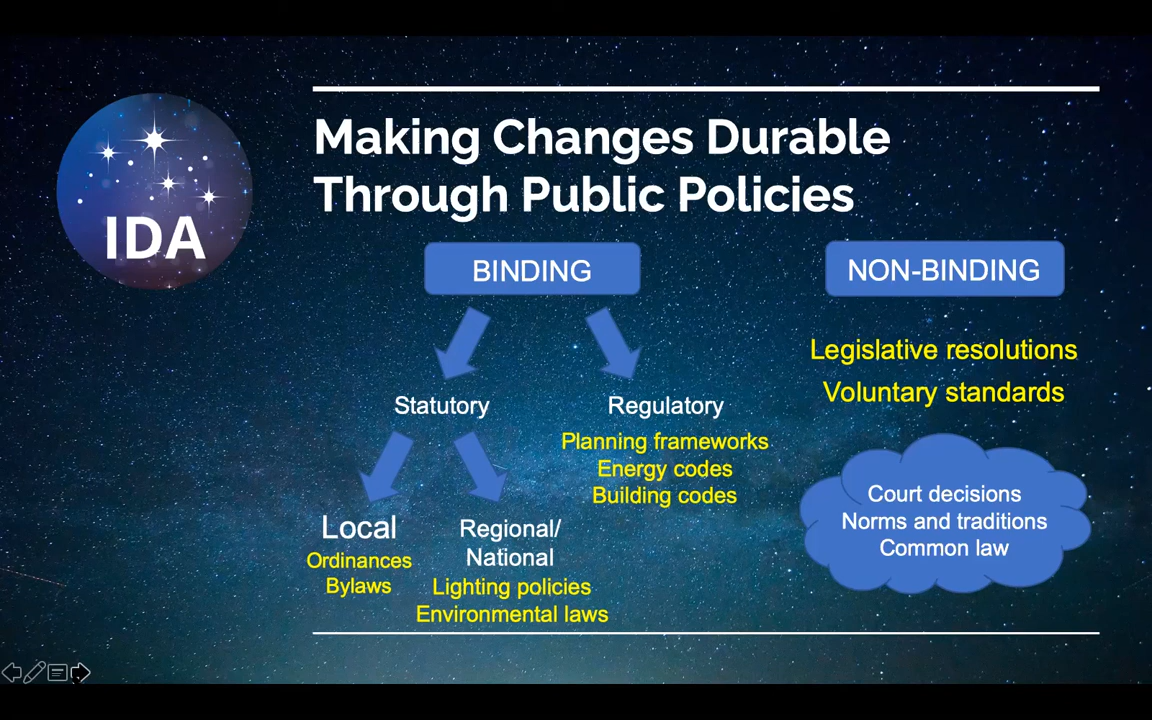 IDA
Making Changes Durable
Through Public Policies
BINDING
NON-BINDING
Statutory
Regulatory
Planning frameworks
Energy codes
Building codes
Local
Ordinances
Bylaws
Regional/
National
Lighting policies
Environmental laws
Legislative resolutions
Voluntary standards
Court decisions
Norms and traditions
Common law